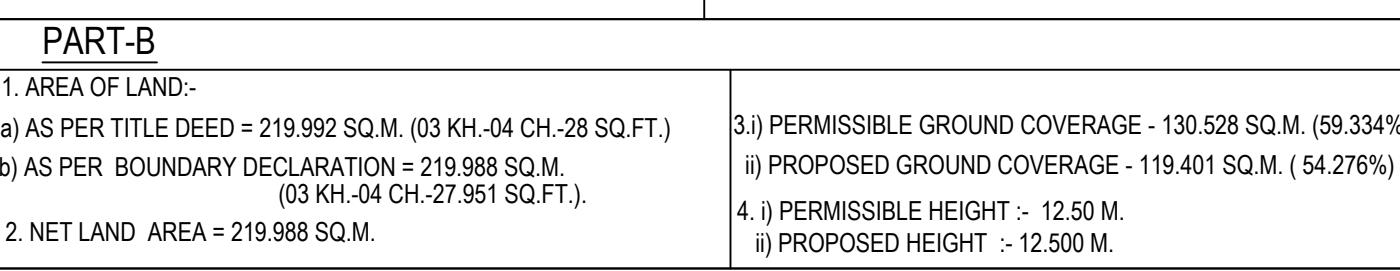 PART-B
1. AREA OF LAND:-
a) AS PER TITLE DEED = 219.992 SQ.M. (03 KH.-04 CH.-28 SQ.FT.)
b) AS PER BOUNDARY DECLARATION = 219.988 SQ.M.
(03 KH.-04 CH.-27.951 SQ.FT.).
2. NET LAND AREA = 219.988 SQ.M.
3.i) PERMISSIBLE GROUND COVERAGE - 130.528 SQ.M. (59.334%
ii) PROPOSED GROUND COVERAGE - 119.401 SQ.M. ( 54.276%)
4. i) PERMISSIBLE HEIGHT :- 12.50 M.
ii) PROPOSED HEIGHT :- 12.500 M.